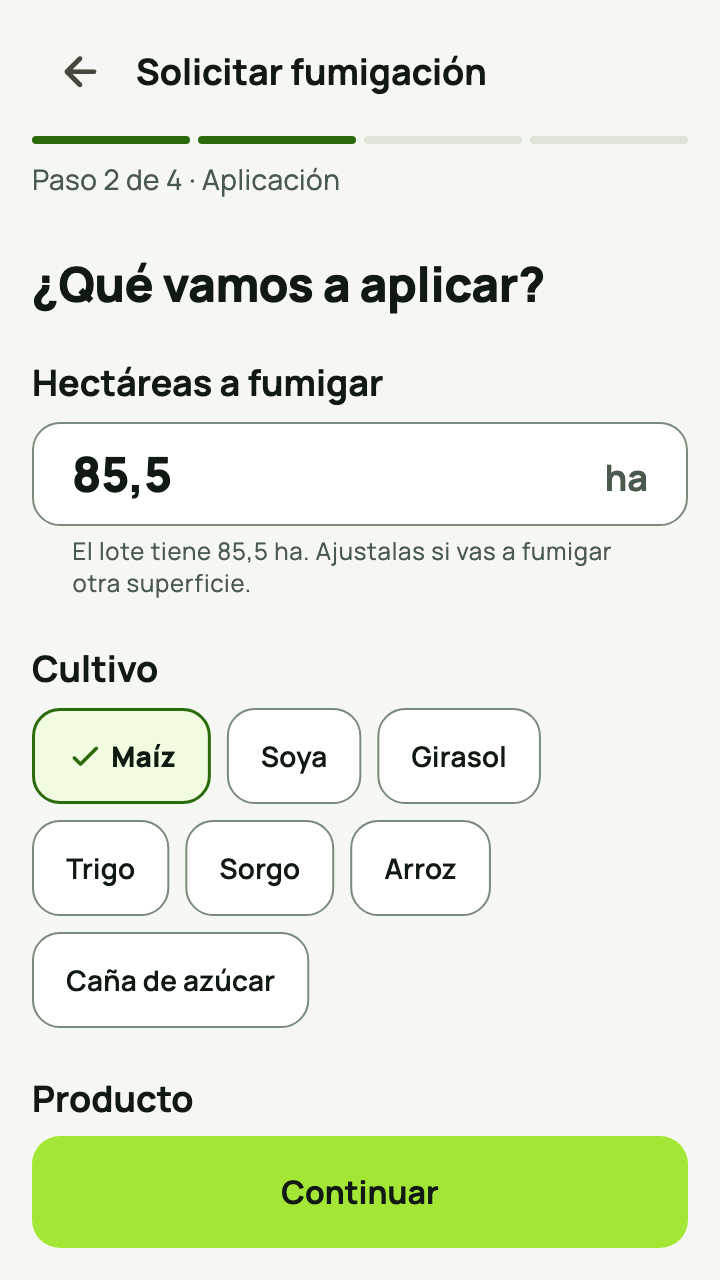 Solicitar fumigación
Paso 2 de 4 · Aplicación
¿Qué vamos a aplicar?
Hectáreas a fumigar
85,5 ha
El lote tiene 85,5 ha. Ajustalas si vas a fumigar
otra superficie.
Cultivo
Maíz Soya Girasol
Trigo Sorgo Arroz
Caña de azúcar
Producto
Continuar